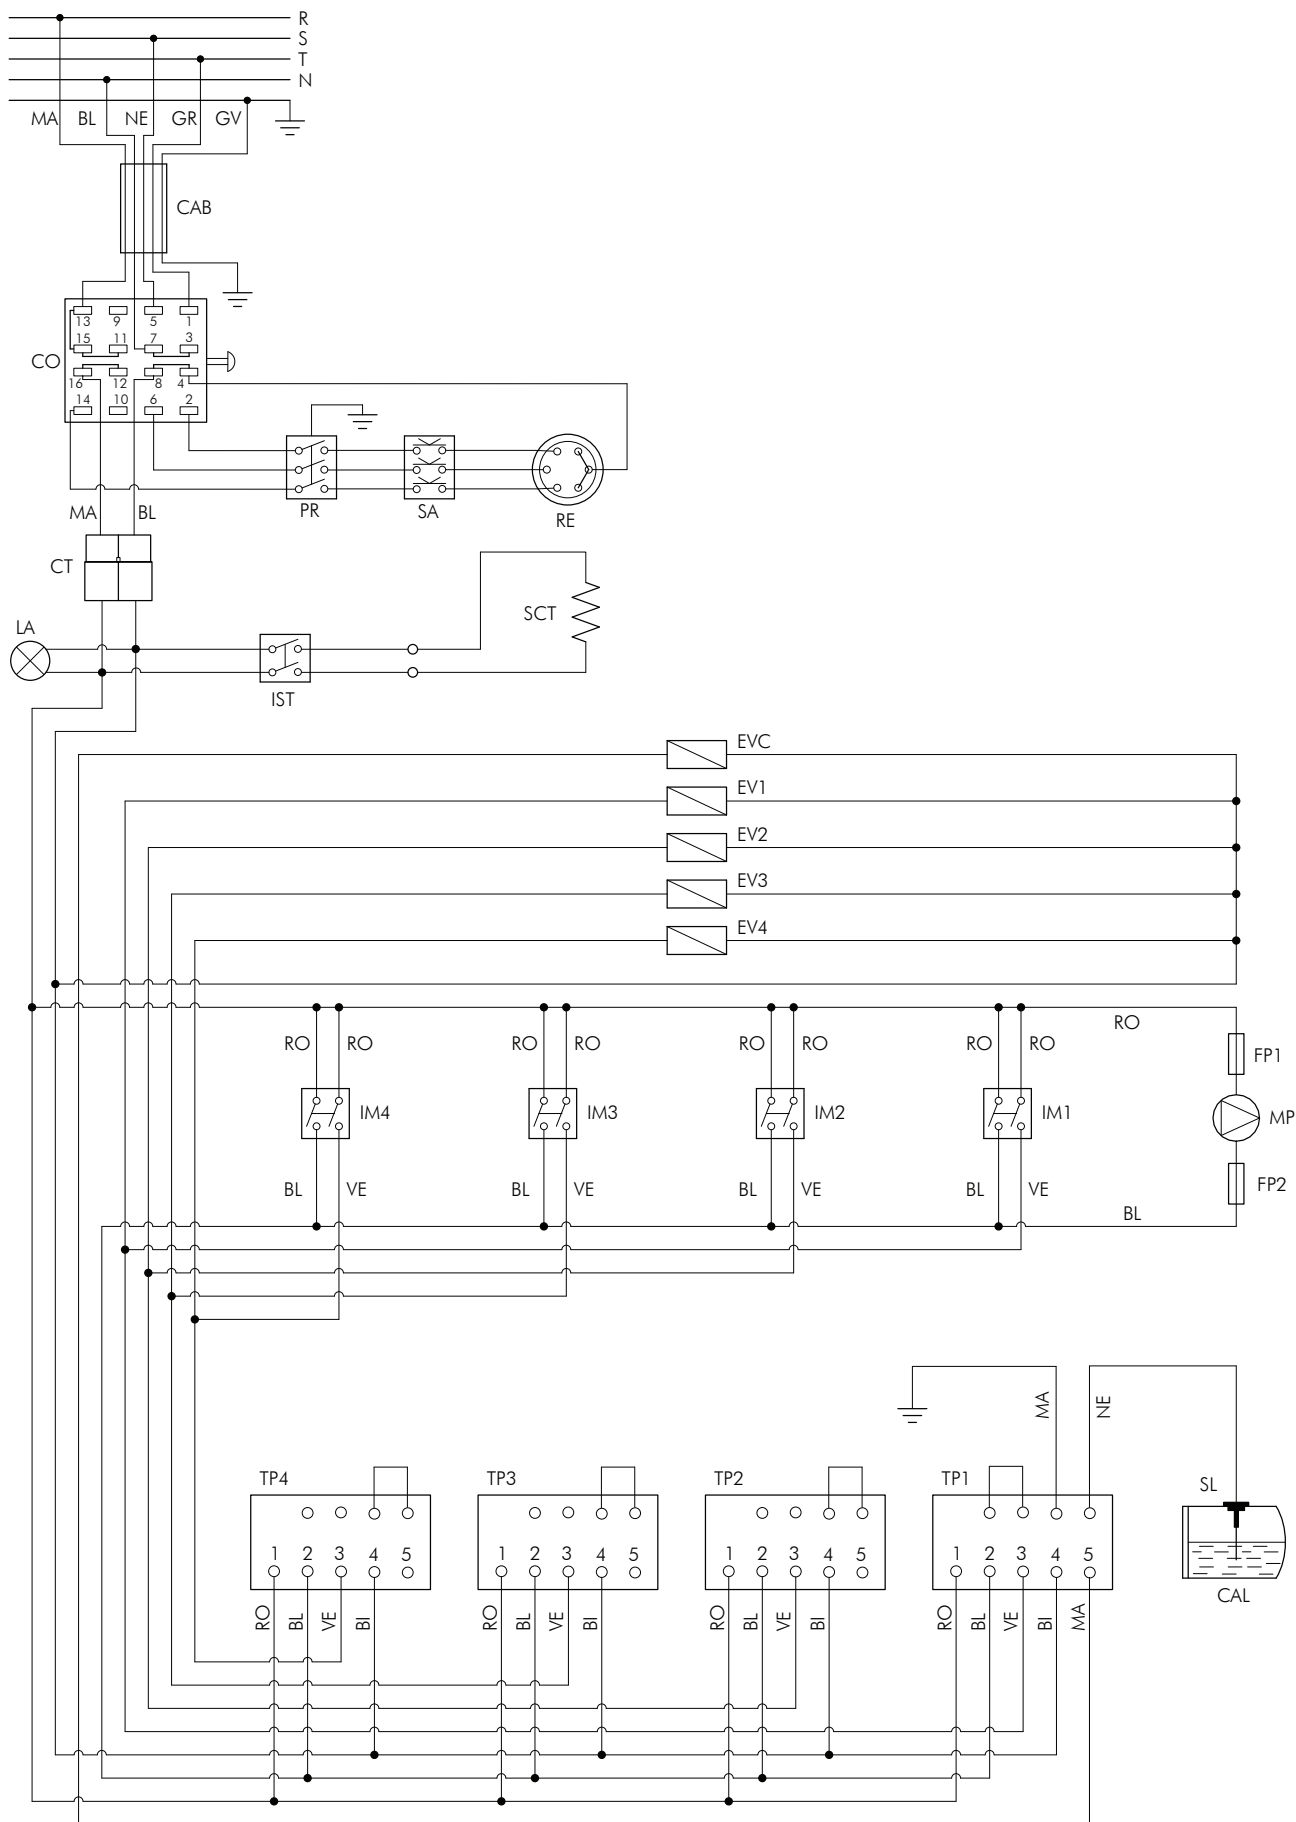 R
S
T
N
MA BL NE GR GV
CAB
13 9 5 1
15 11 7 3
CO
16 12 8 4
14 10 6 2
PR SA RE
MA BL
CT
LA
SCT
IST
EVC
EV1
EV2
EV3
EV4
RO
RO RO RO RO RO RO RO RO
FP1
IM4 IM3 IM2 IM1 MP
BL VE BL VE BL VE BL VE FP2
BL
MA NE
TP4 TP3 TP2 TP1 SL
1 2 3 4 5 1 2 3 4 5 1 2 3 4 5 1 2 3 4 5
CAL
RO BL VE BI RO BL VE BI RO BL VE BI RO BL VE BI MA